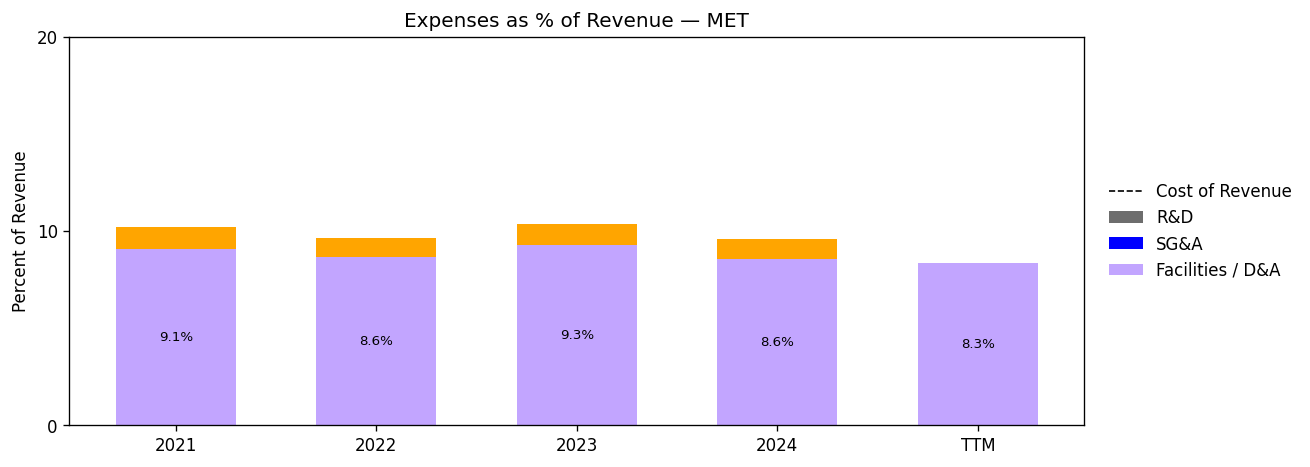 Expenses as % of Revenue — MET
20
10
0
Percent of Revenue
9.1%
8.6%
9.3%
8.6%
8.3%
2021
2022
2023
2024
TTM
Cost of Revenue
R&D
SG&A
Facilities / D&A